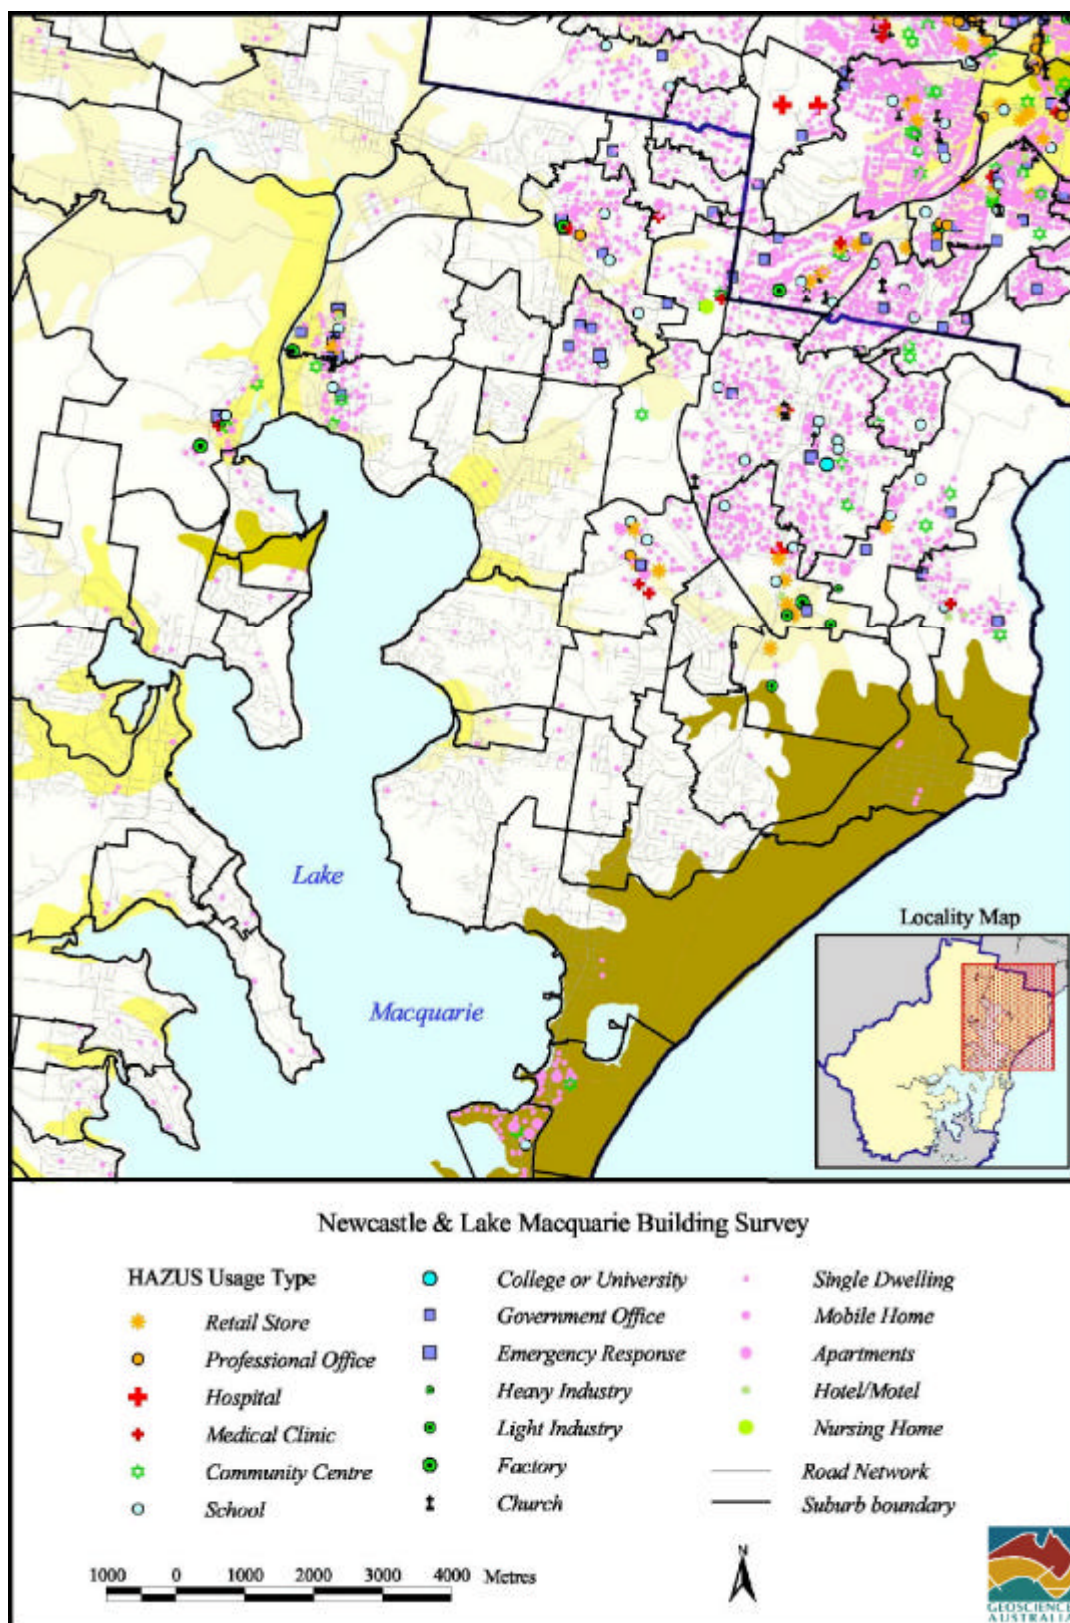 Lake
Macquarie
Locality Map
Newcastle & Lake Macquarie Building Survey
HAZUS Usage Type
Retail Store
Professional Office
Hospital
Medical Clinic
Community Centre
School
College or University
Government Office
Emergency Response
Heavy Industry
Light Industry
Factory
Church
Single Dwelling
Mobile Home
Apartments
Hotel/Motel
Nursing Home
Road Network
Suburb boundary
1000 0 1000 2000 3000 4000 Metres
N
GEOSCIENCE
AUSTRALIA